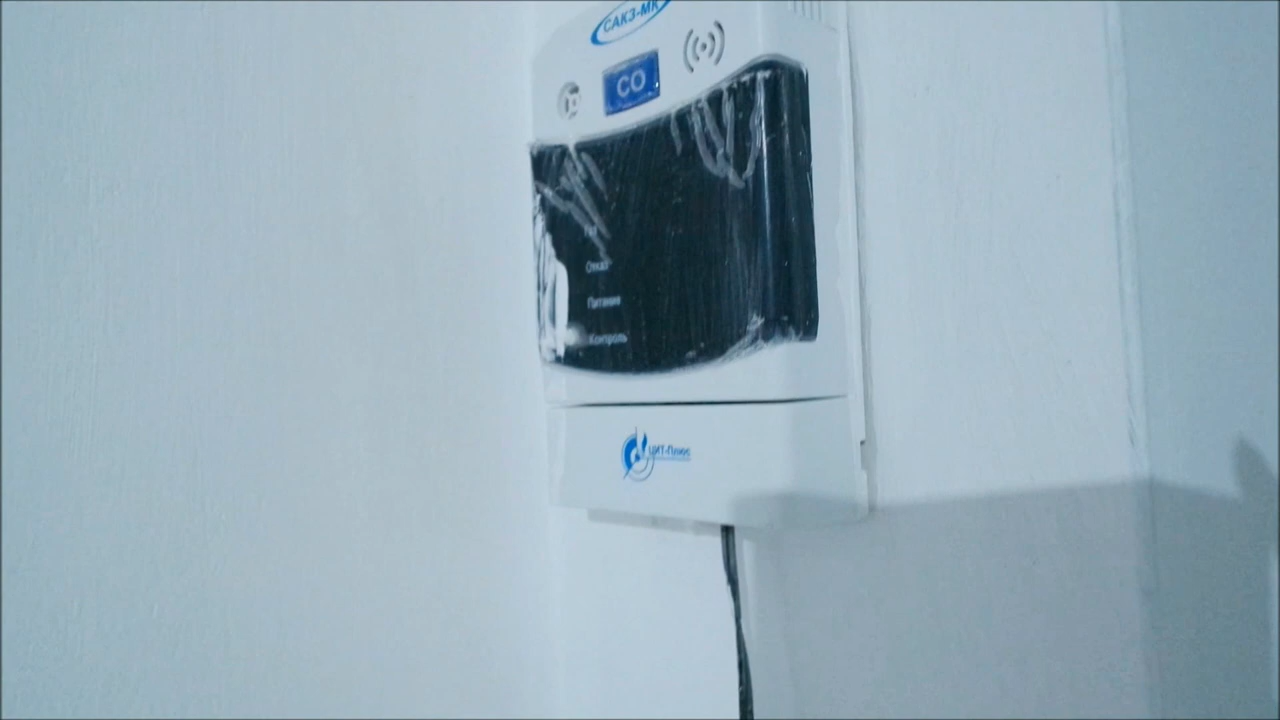 САКЗ-МК
CO
Отказ
Питание
Контроль
ЦИТ-Плюс